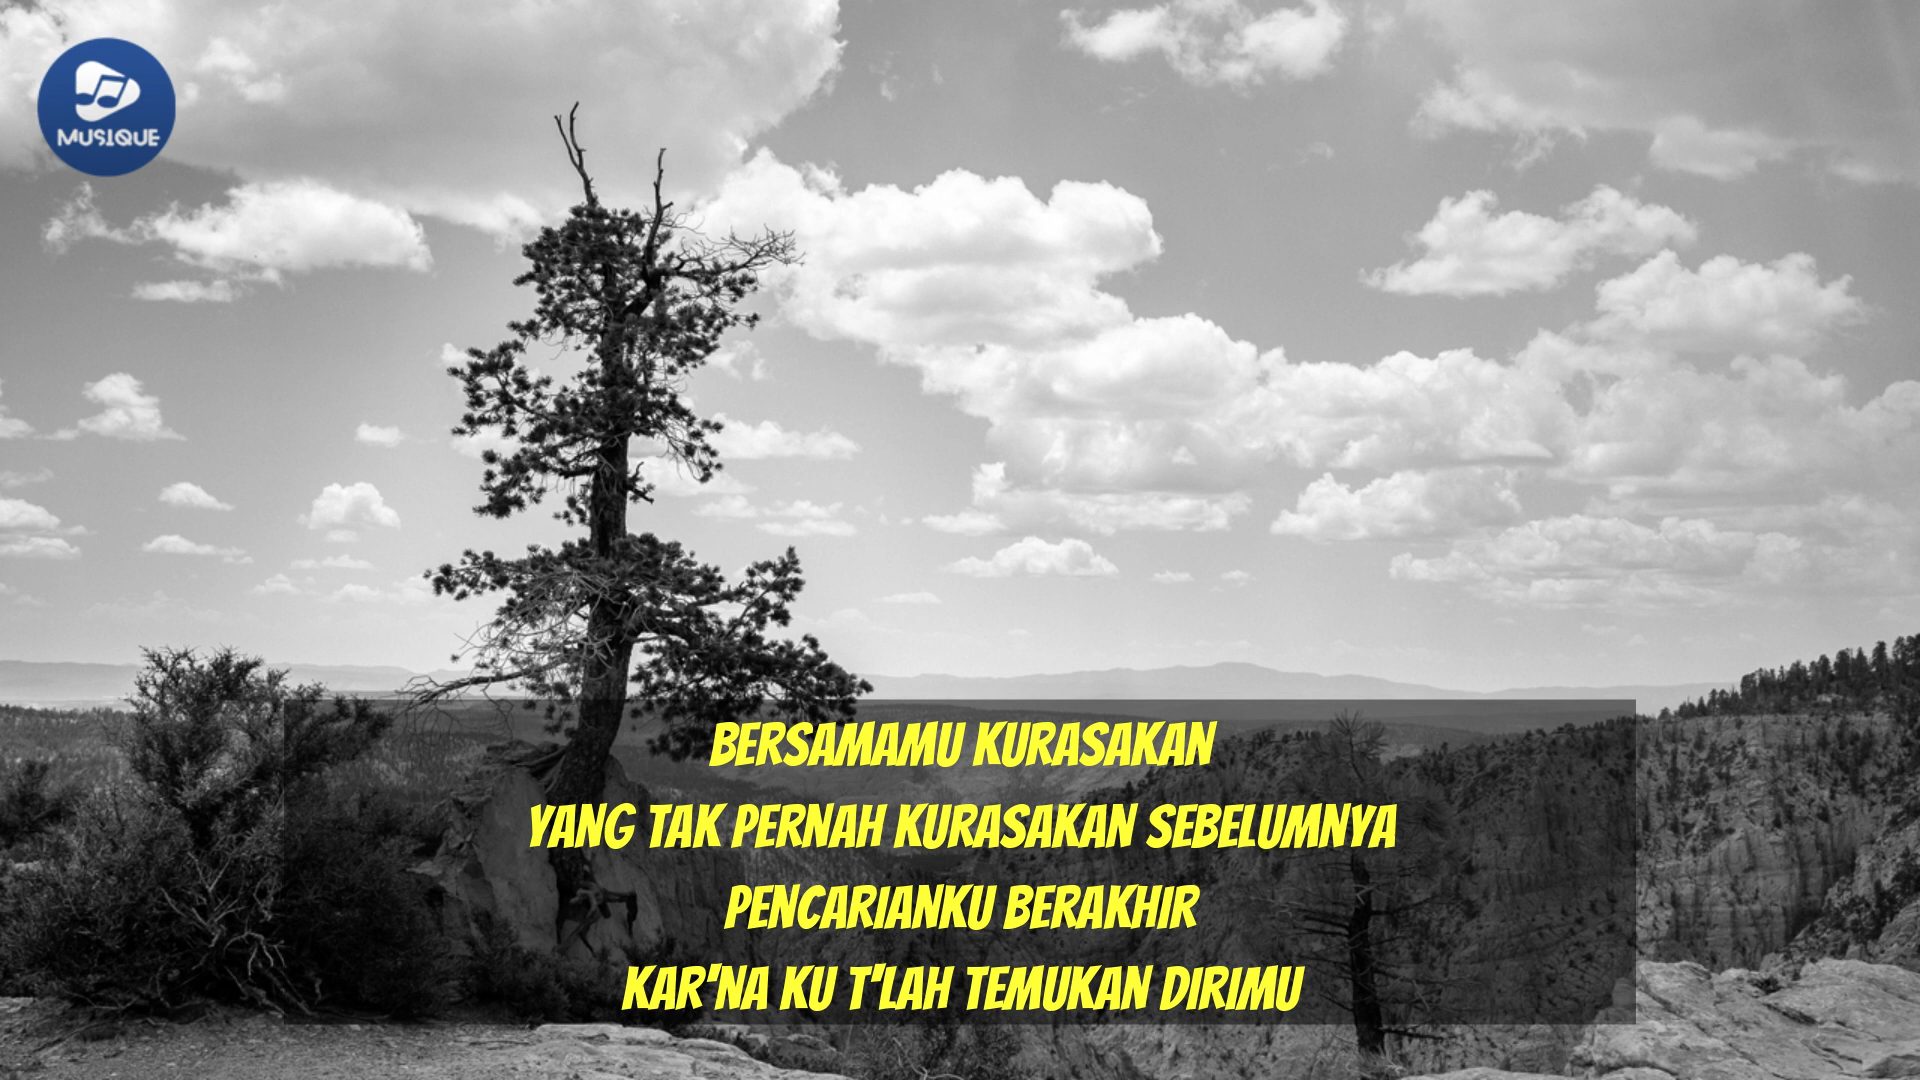 MUSIQUE
BERSAMAMU KURASAKAN
YANG TAK PERNAH KURASAKAN SEBELUMNYA
PENCARIANKU BERAKHIR
KAR'NA KU T'LAH TEMUKAN DIRIMU